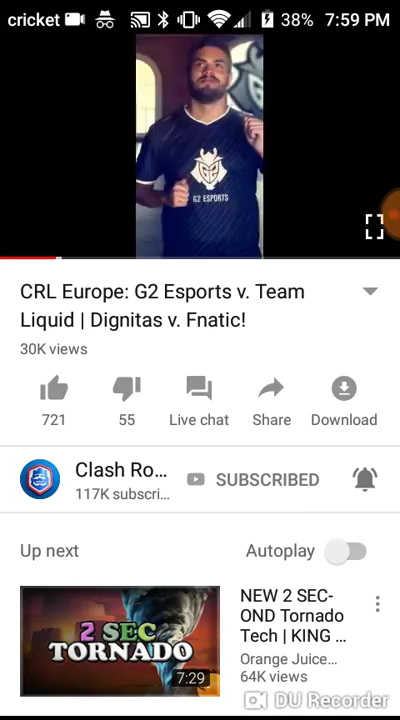 cricket 38% 7:59 PM
G2 ESPORTS
CRL Europe: G2 Esports v. Team
Liquid | Dignitas v. Fnatic!
30K views
721 55 Live chat Share Download
Clash Ro... SUBSCRIBED
117K subscri...
Up next Autoplay
2 SEC
TORNADO
7:29
NEW 2 SEC-
OND Tornado
Tech | KING ...
Orange Juice...
64K views
DU Recorder